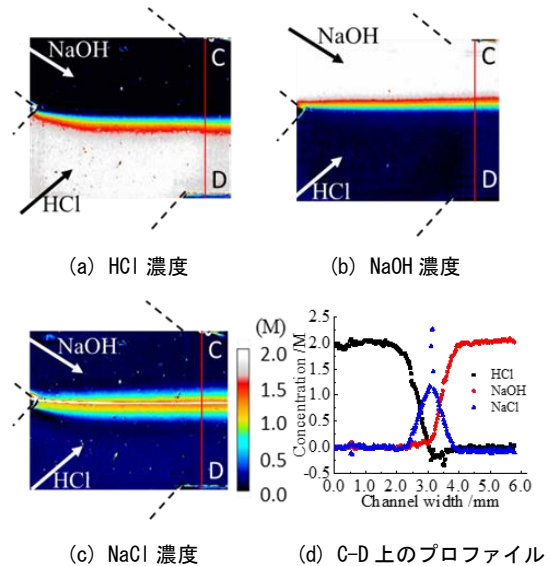 NaOH
C
HCl
D
NaOH
C
HCl
D
(a) HCl 濃度
(b) NaOH 濃度
NaOH
C
HCl
D
(M)
2.0
1.5
1.0
0.5
0.0
Concentration /M
2.5
2.0
1.5
1.0
0.5
0.0
-0.5
HCl
NaOH
NaCl
0.0 1.0 2.0 3.0 4.0 5.0 6.0
Channel width /mm
(c) NaCl 濃度
(d) C-D 上のプロファイル